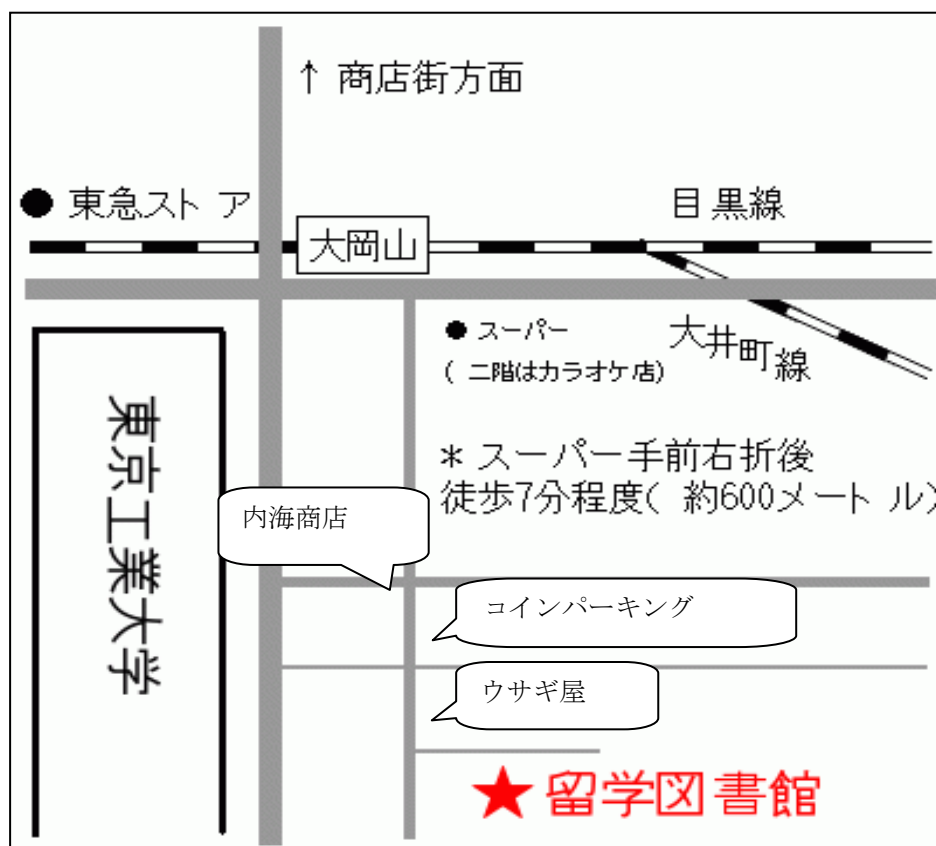 ↑ 商店街方面
● 東急ストア
目黒線
大岡山
● スーパー
(二階はカラオケ店)
大井町線
* スーパー手前右折後
徒歩7分程度(約600メートル)
東京工業大学
内海商店
コインパーキング
ウサギ屋
★ 留学図書館